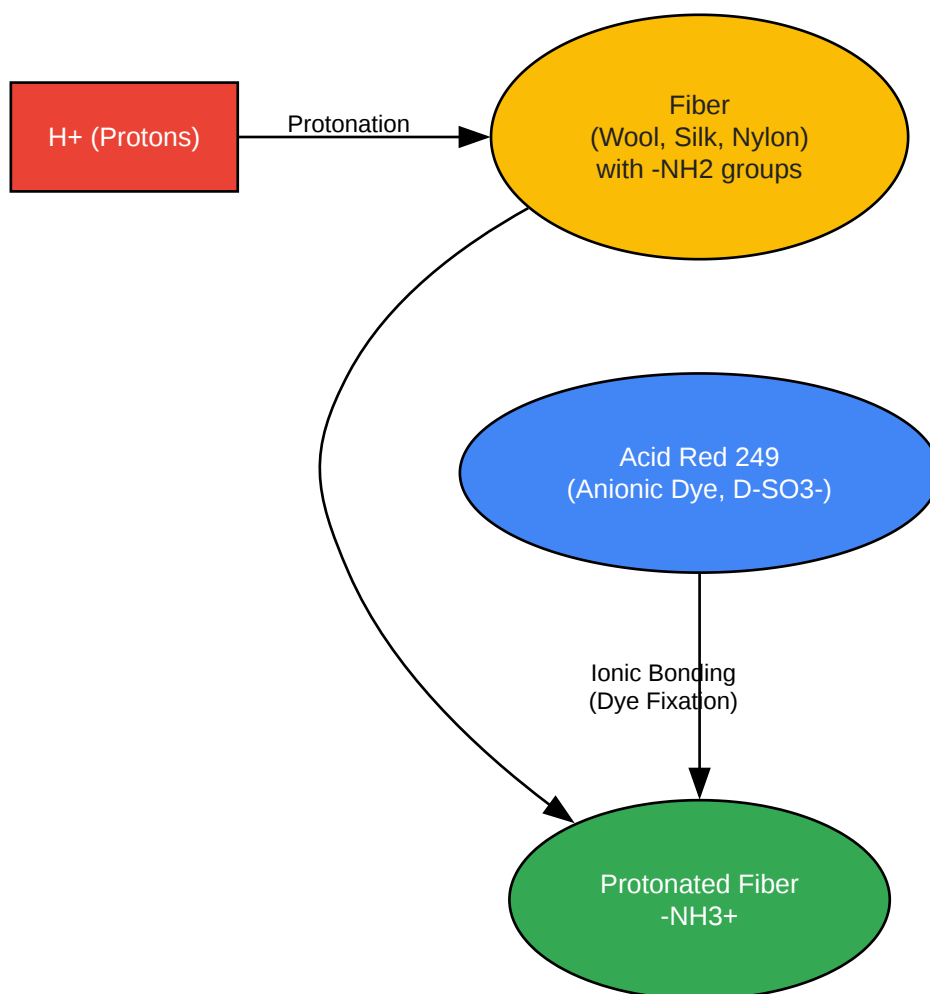 H+ (Protons)
Protonation
Fiber
(Wool, Silk, Nylon)
with -NH2 groups
Acid Red 249
(Anionic Dye, D-SO3-)
Ionic Bonding
(Dye Fixation)
Protonated Fiber
-NH3+